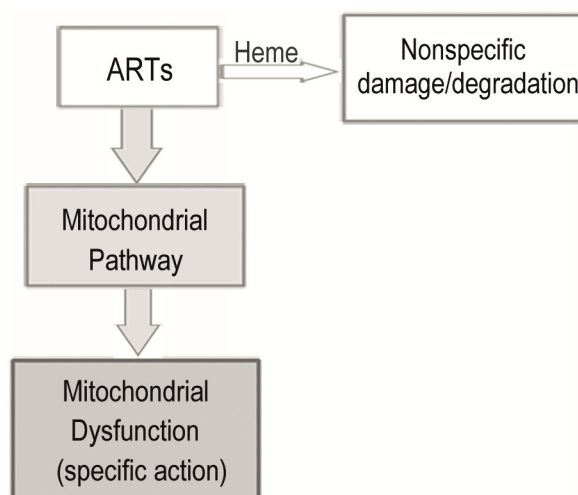 ARTs
Heme
Nonspecific
damage/degradation
Mitochondrial
Pathway
Mitochondrial
Dysfunction
(specific action)